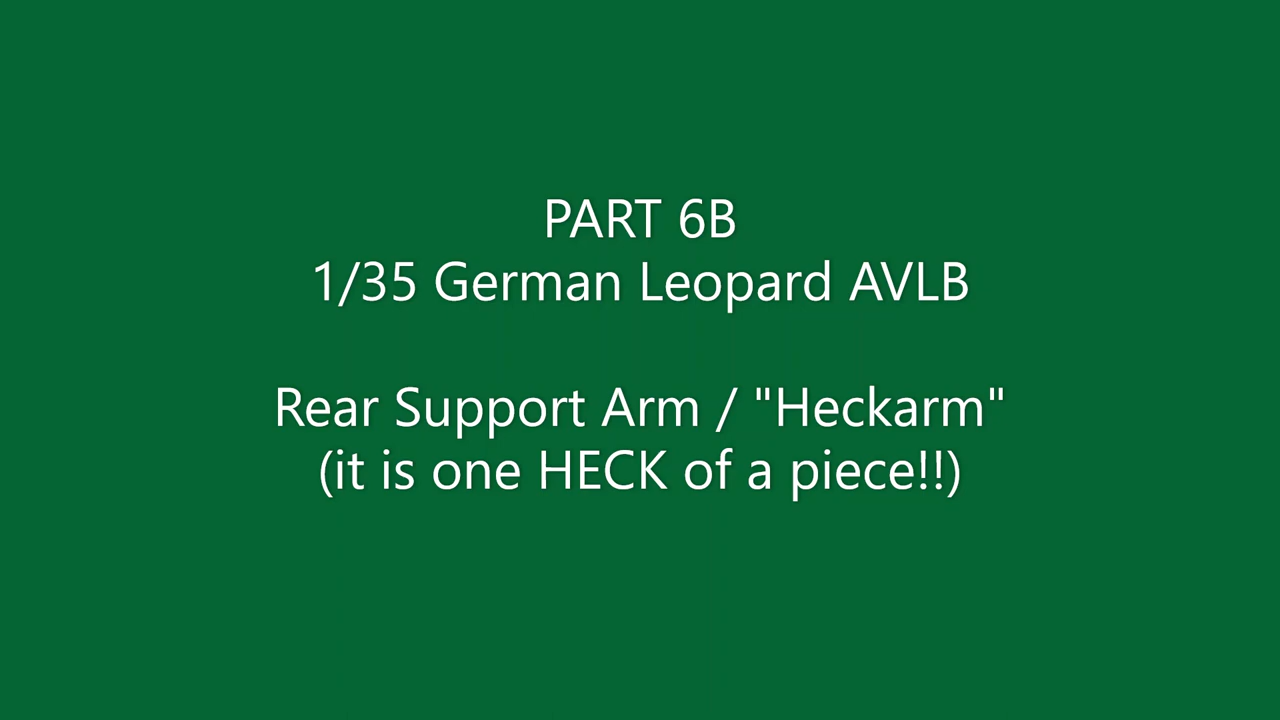 PART 6B
1/35 German Leopard AVLB
Rear Support Arm / "Heckarm"
(it is one HECK of a piece!!)